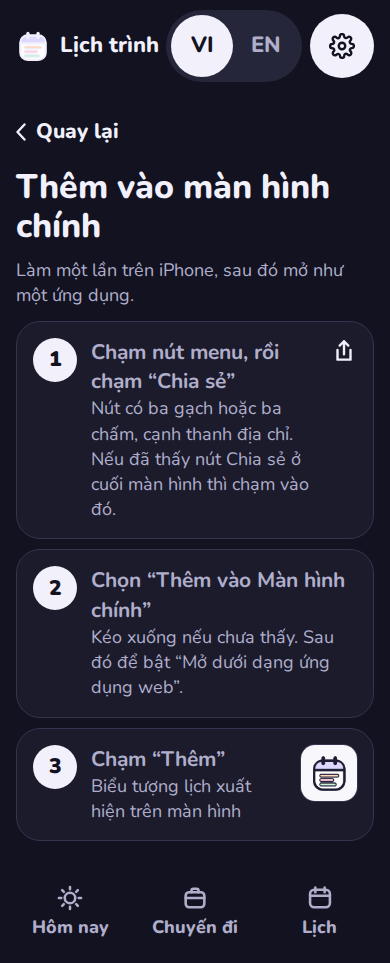 Lịch trình
VI
EN
Quay lại
Thêm vào màn hình
chính
Làm một lần trên iPhone, sau đó mở như
một ứng dụng.
1
Chạm nút menu, rồi
chạm “Chia sẻ”
Nút có ba gạch hoặc ba
chấm, cạnh thanh địa chỉ.
Nếu đã thấy nút Chia sẻ ở
cuối màn hình thì chạm vào
đó.
2
Chọn “Thêm vào Màn hình
chính”
Kéo xuống nếu chưa thấy. Sau
đó để bật “Mở dưới dạng ứng
dụng web”.
3
Chạm “Thêm”
Biểu tượng lịch xuất
hiện trên màn hình
Hôm nay
Chuyến đi
Lịch